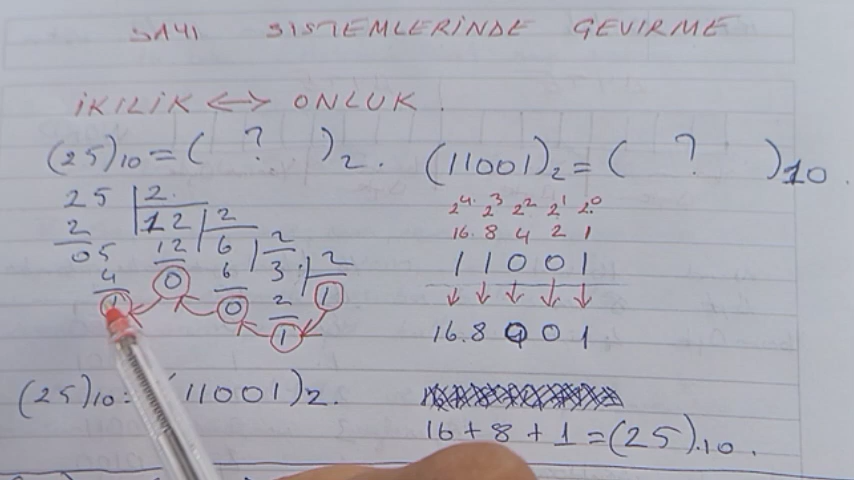 SAYI SISTEMLERİNDE ÇEVIRME
İKILİK <-> ONLUK.
(25)10 = ( ? )2.
25 | 2
2 | 12 | 2
05 12 | 6 | 2
4 0 6 | 3 | 2
1 0 2 | 1
1
(25)10 = (11001)2.
(11001)2 = ( ? )10.
2⁴ 2³ 2² 2¹ 2⁰
16. 8 4 2 1
1 1 0 0 1
↓ ↓ ↓ ↓ ↓
16. 8 0 0 1
16 + 8 + 1 = (25).10.